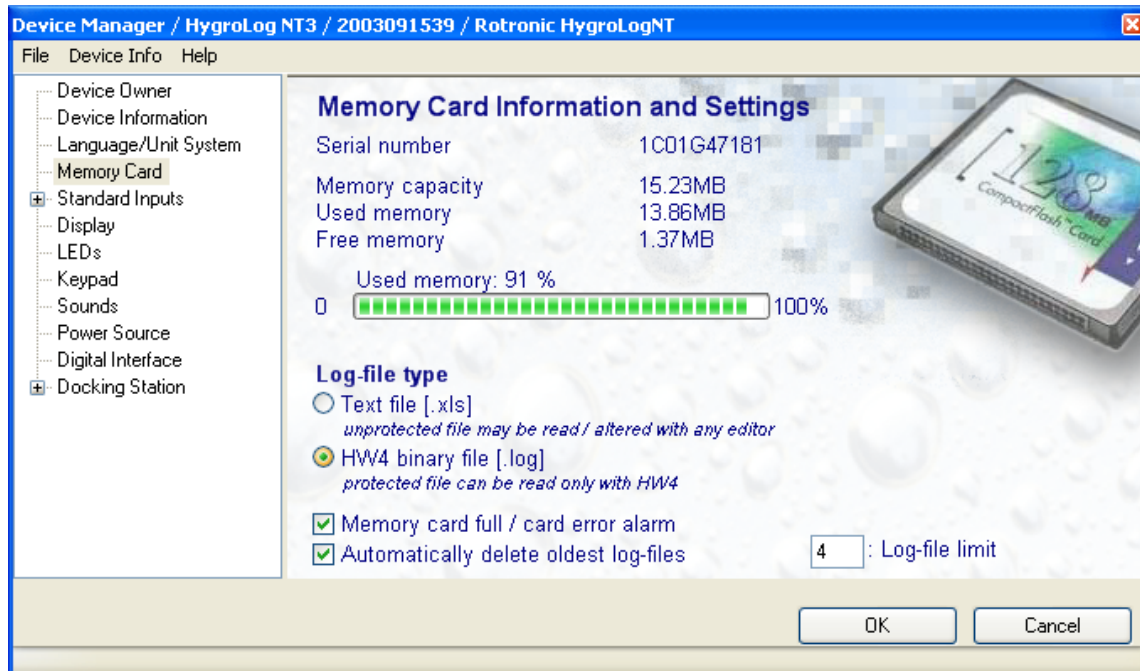 Device Manager / HygroLog NT3 / 2003091539 / Rotronic HygroLogNT
File Device Info Help
Device Owner
Device Information
Language/Unit System
Memory Card
Standard Inputs
Display
LEDs
Keypad
Sounds
Power Source
Digital Interface
Docking Station
Memory Card Information and Settings
Serial number 1C01G47181
Memory capacity 15.23MB
Used memory 13.86MB
Free memory 1.37MB
Used memory: 91 %
0 100%
128 MB
CompactFlash™ Card
Log-file type
Text file [.xls]
unprotected file may be read / altered with any editor
HW4 binary file [.log]
protected file can be read only with HW4
Memory card full / card error alarm
Automatically delete oldest log-files 4 : Log-file limit
OK Cancel